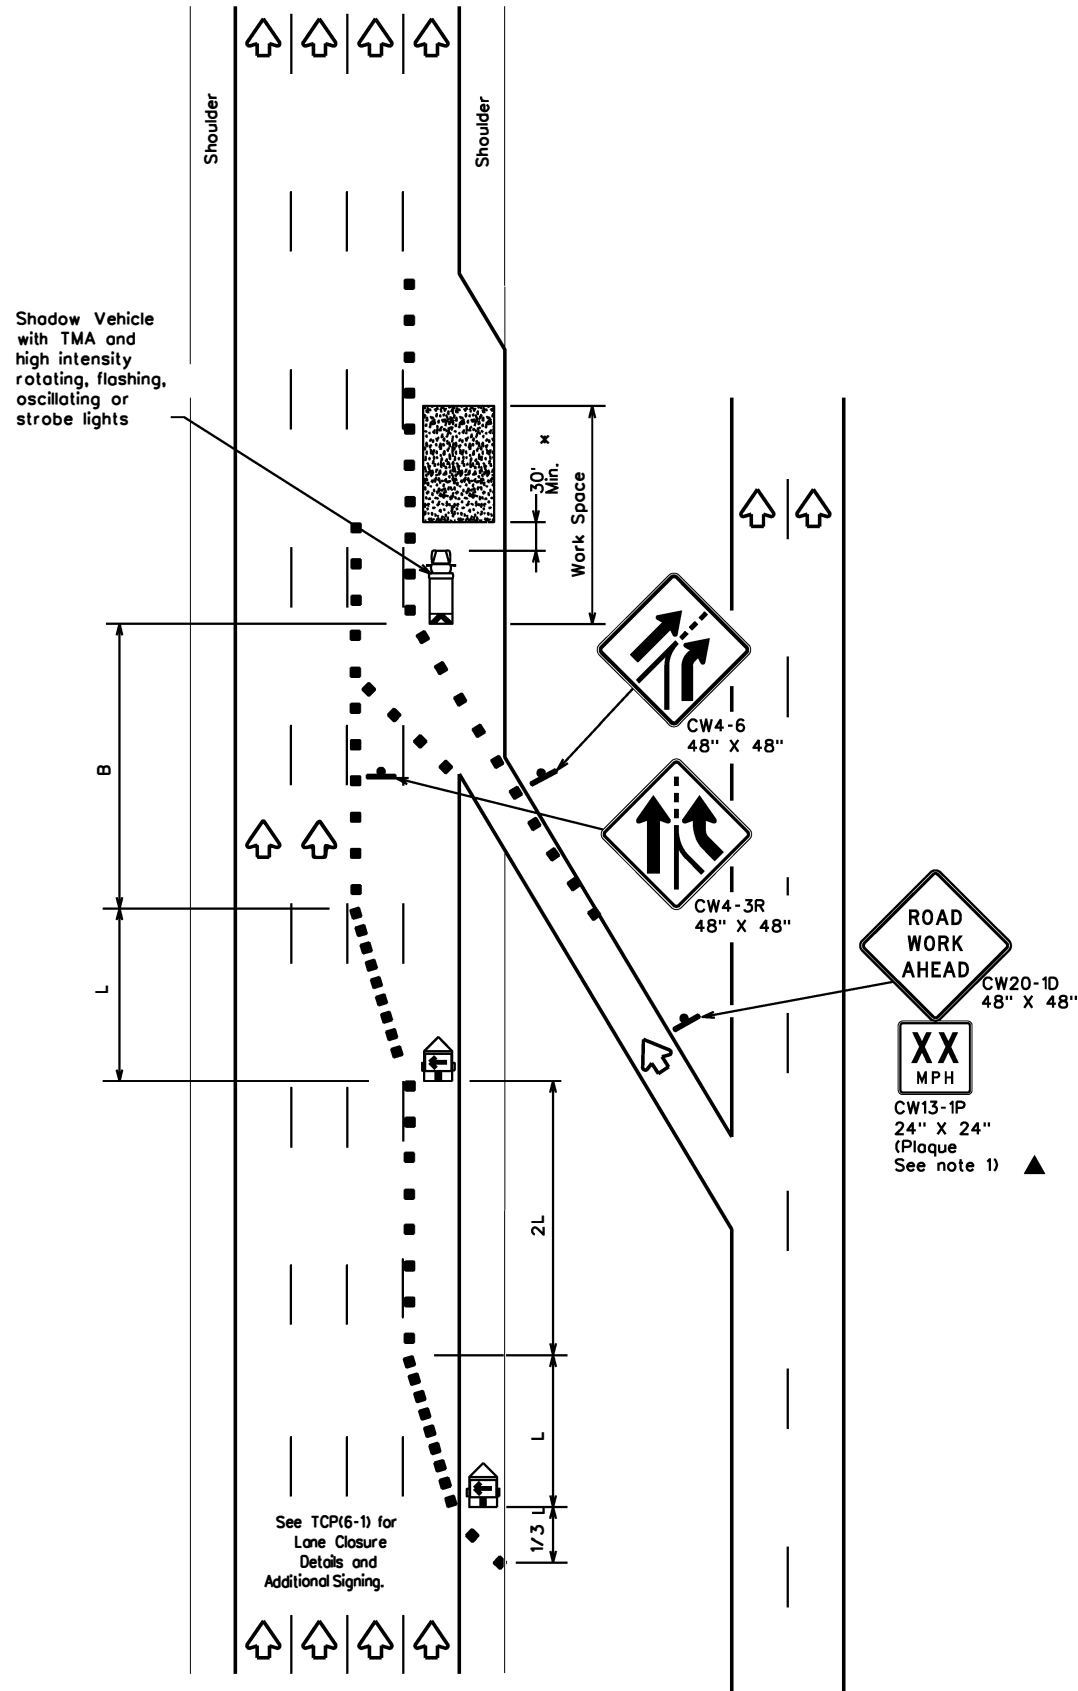 Shoulder
Shoulder
Shadow Vehicle
with TMA and
high intensity
rotating, flashing,
oscillating or
strobe lights
30'
Min.
x
Work Space
CW4-6
48" X 48"
B
CW4-3R
48" X 48"
ROAD
WORK
AHEAD
CW20-1D
48" X 48"
L
XX
MPH
CW13-1P
24" X 24"
(Plaque
See note 1)
2L
L
1/3 L
See TCP(6-1) for
Lane Closure
Details and
Additional Signing.